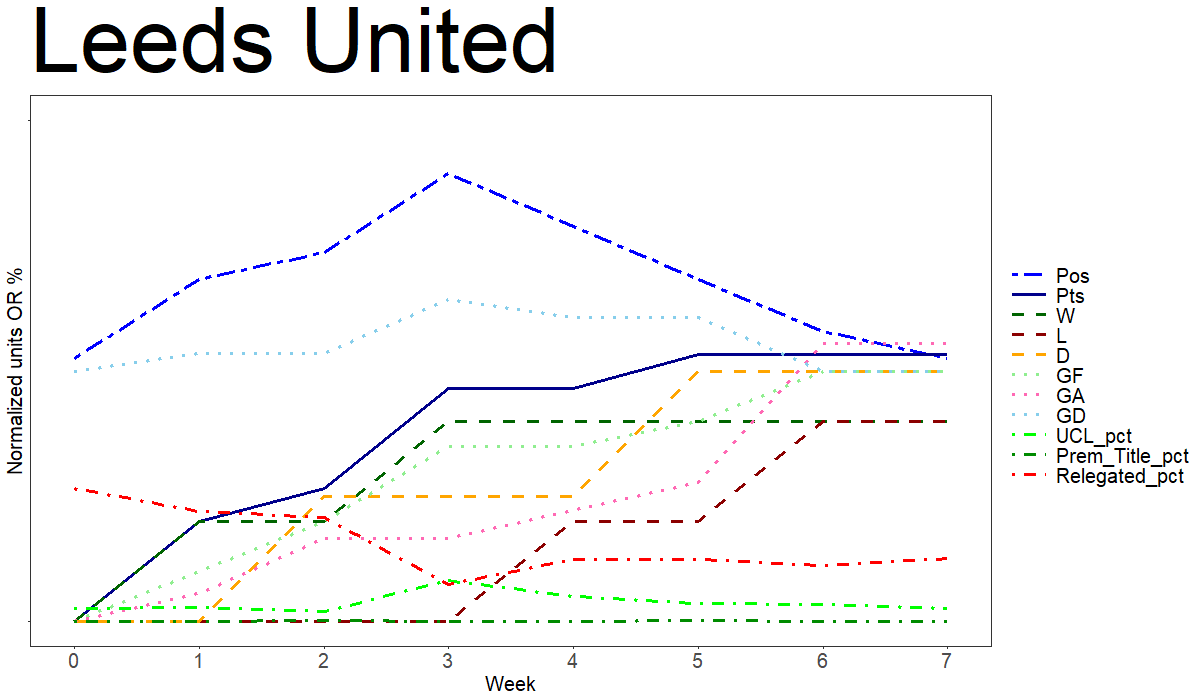 Leeds United
Normalized units OR %
0 1 2 3 4 5 6 7
Week
Pos
Pts
W
L
D
GF
GA
GD
UCL_pct
Prem_Title_pct
Relegated_pct